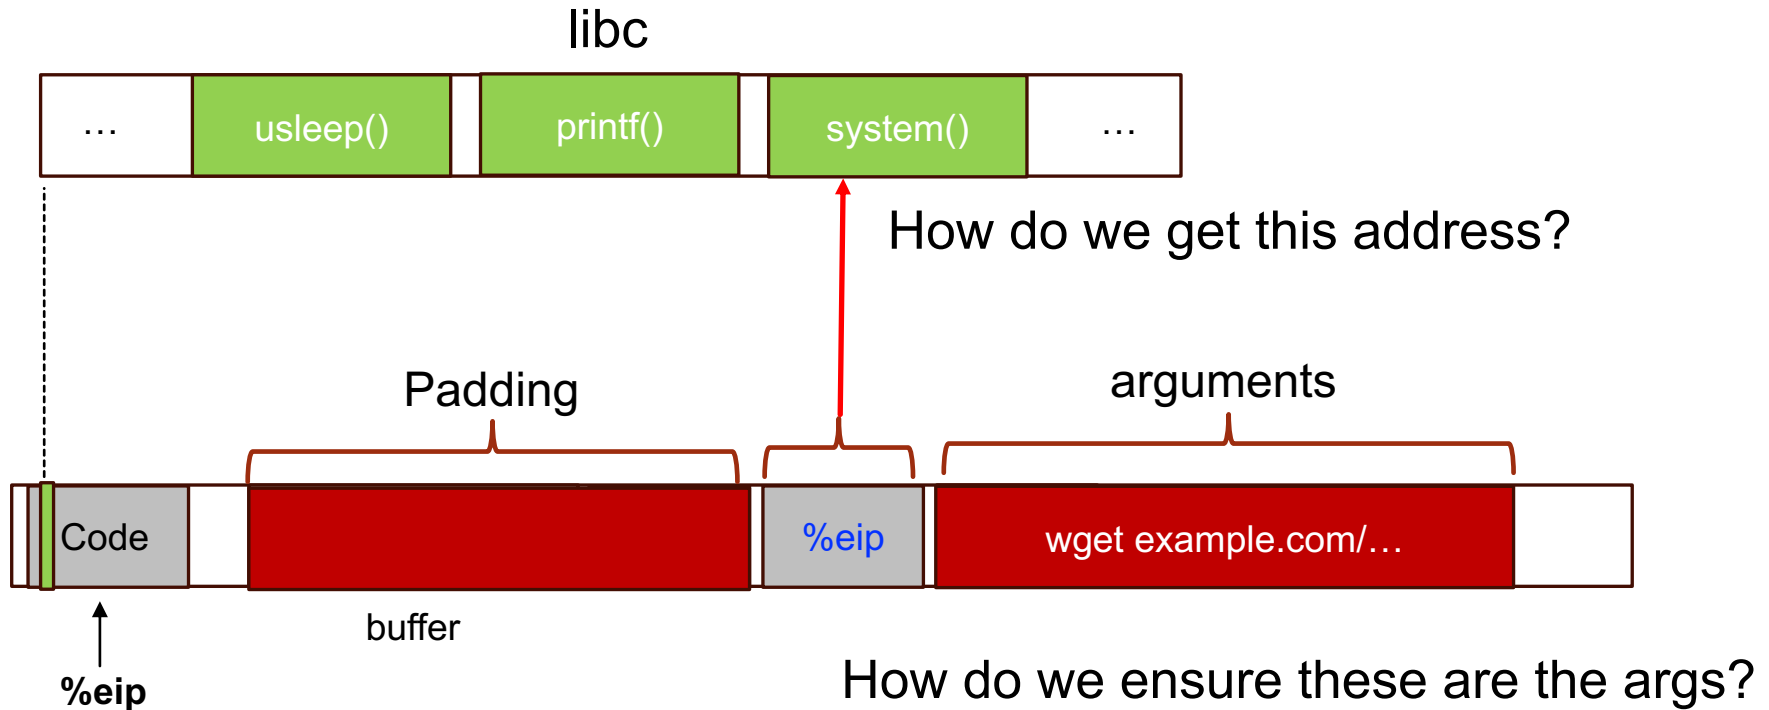 libc
… usleep() printf() system() …
How do we get this address?
Padding arguments
Code %eip wget example.com/…
buffer
%eip
How do we ensure these are the args?